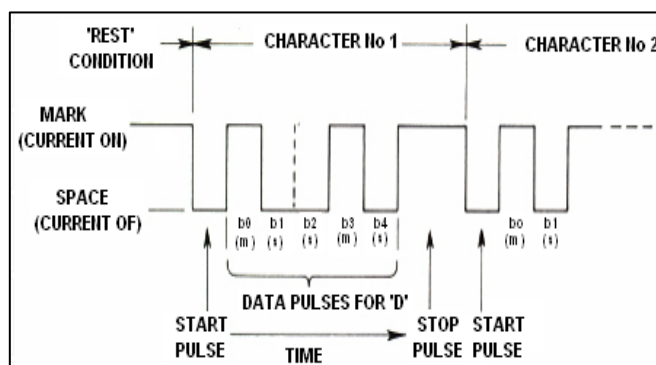 'REST'
CONDITION
CHARACTER No 1
CHARACTER No 2
MARK
(CURRENT ON)
SPACE
(CURRENT OF)
b0 b1 b2 b3 b4
(m) (s) (s) (m) (s)
bo b1
(m) (s)
DATA PULSES FOR 'D'
START
PULSE
TIME
STOP
PULSE
START
PULSE